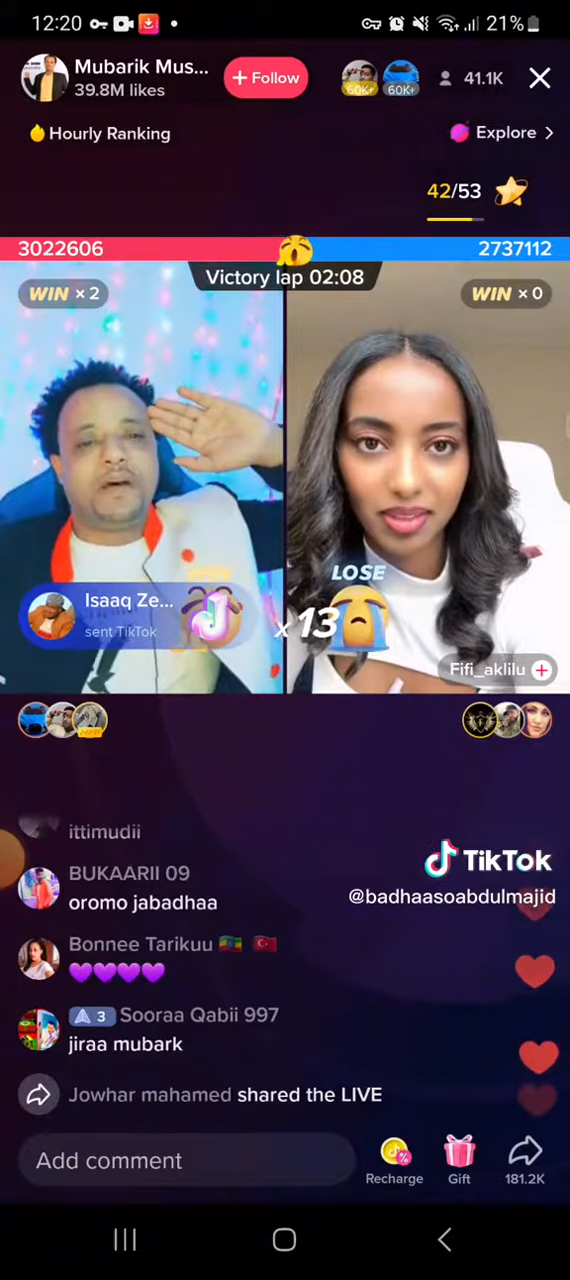 12:20
21%
Mubarik Mus...
39.8M likes
+ Follow
60K+
60K+
41.1K
Hourly Ranking
Explore >
42/53
3022606
2737112
Victory lap 02:08
WIN × 2
WIN × 0
Isaaq Ze...
sent TikTok
x 13
LOSE
Fifi_aklilu +
ittimudii
BUKAARII 09
oromo jabadhaa
TikTok
@badhaasoabdulmajid
Bonnee Tarikuu
3 Sooraa Qabii 997
jiraa mubark
Jowhar mahamed shared the LIVE
Add comment
Recharge
Gift
181.2K